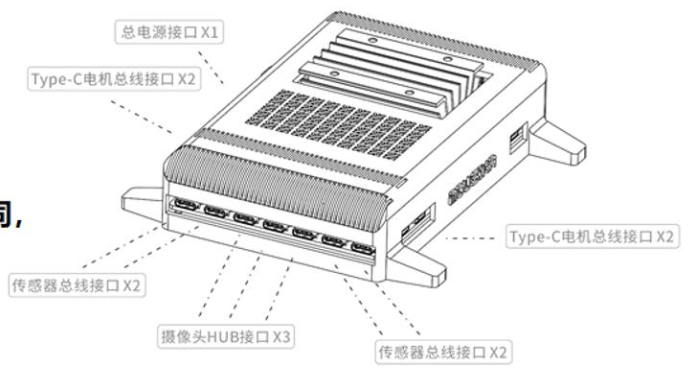 总电源接口 X1
Type-C电机总线接口 X2
司，
Type-C电机总线接口 X2
传感器总线接口 X2
摄像头HUB接口 X3
传感器总线接口 X2